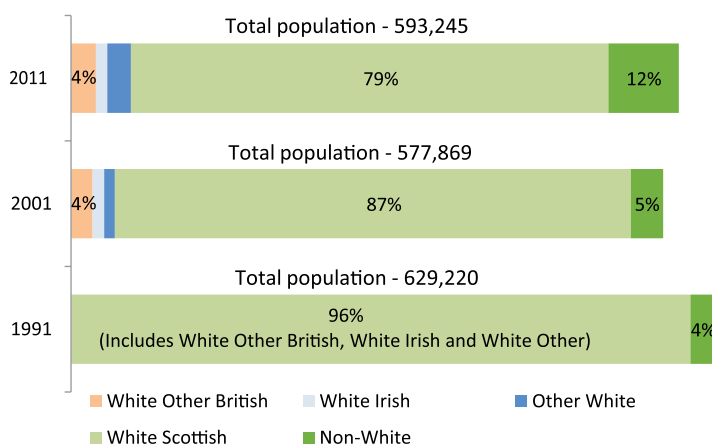 Total population - 593,245
2011
4%
79%
12%
Total population - 577,869
2001
4%
87%
5%
Total population - 629,220
1991
96%
(Includes White Other British, White Irish and White Other)
4%
White Other British White Irish Other White
White Scottish Non-White